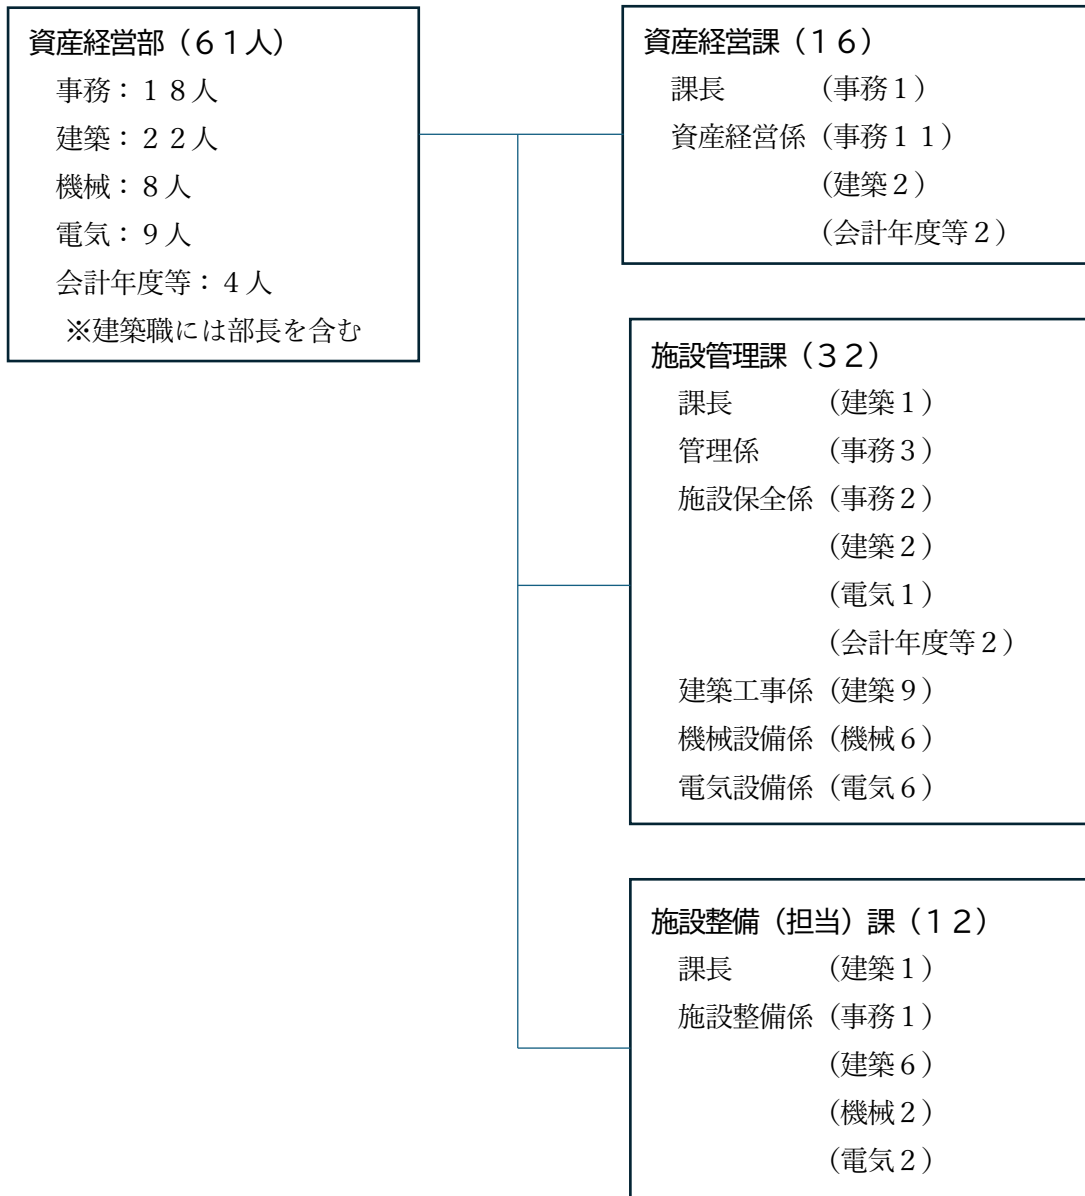 資産経営部（６１人）
事務：１８人
建築：２２人
機械：８人
電気：９人
会計年度等：４人
※建築職には部長を含む
資産経営課（１６）
課長　　　（事務１）
資産経営係（事務１１）
（建築２）
（会計年度等２）
施設管理課（３２）
課長　　　（建築１）
管理係　　（事務３）
施設保全係（事務２）
（建築２）
（電気１）
（会計年度等２）
建築工事係（建築９）
機械設備係（機械６）
電気設備係（電気６）
施設整備（担当）課（１２）
課長　　　（建築１）
施設整備係（事務１）
（建築６）
（機械２）
（電気２）